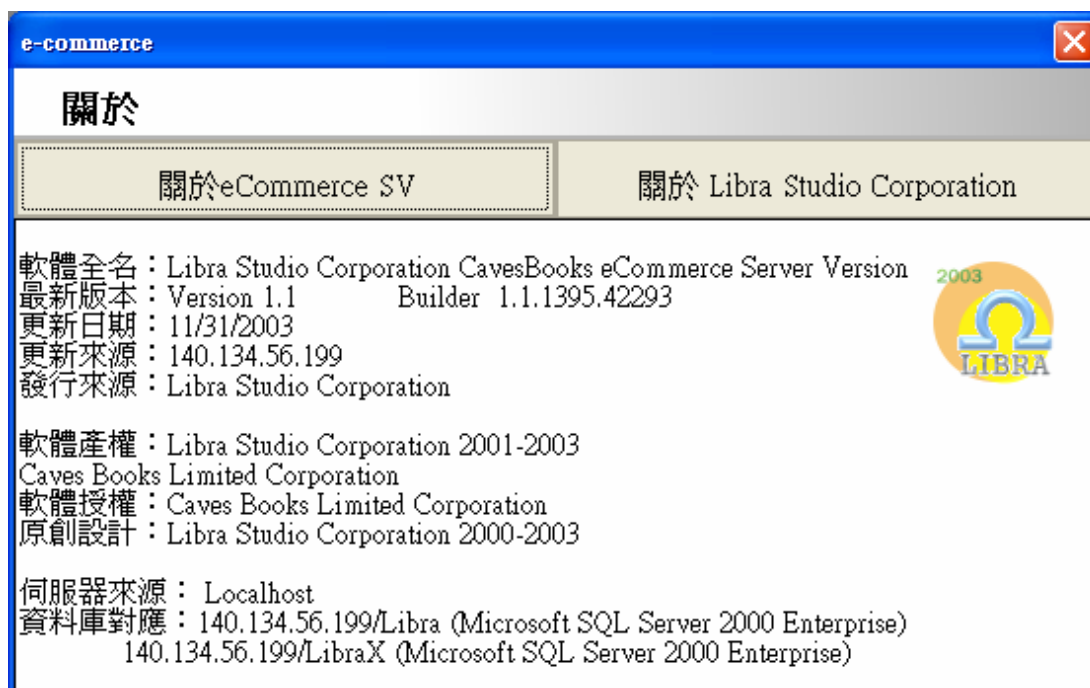 e-commerce
關於
關於eCommerce SV
關於 Libra Studio Corporation
軟體全名：Libra Studio Corporation CavesBooks eCommerce Server Version
最新版本：Version 1.1 Builder 1.1.1395.42293
更新日期：11/31/2003
更新來源：140.134.56.199
發行來源：Libra Studio Corporation
2003
LIBRA
軟體產權：Libra Studio Corporation 2001-2003
Caves Books Limited Corporation
軟體授權：Caves Books Limited Corporation
原創設計：Libra Studio Corporation 2000-2003
伺服器來源： Localhost
資料庫對應：140.134.56.199/Libra (Microsoft SQL Server 2000 Enterprise)
140.134.56.199/LibraX (Microsoft SQL Server 2000 Enterprise)